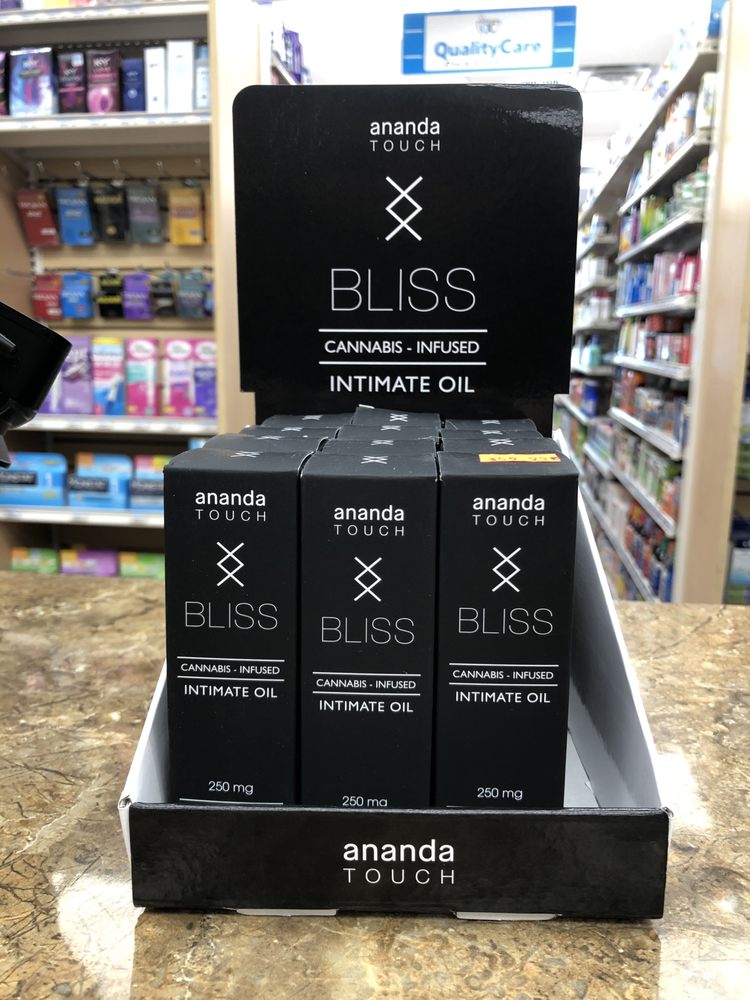 QualityCare
ananda
TOUCH
BLISS
CANNABIS - INFUSED
INTIMATE OIL
ananda
TOUCH
BLISS
CANNABIS - INFUSED
INTIMATE OIL
250 mg
ananda
TOUCH
BLISS
CANNABIS - INFUSED
INTIMATE OIL
250 mg
ananda
TOUCH
BLISS
CANNABIS - INFUSED
INTIMATE OIL
250 mg
ananda
TOUCH